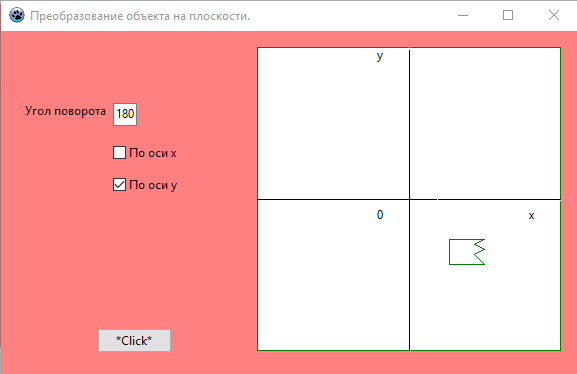 Преобразование объекта на плоскости.
y
Угол поворота 180
По оси x
По оси y
0
x
*Click*